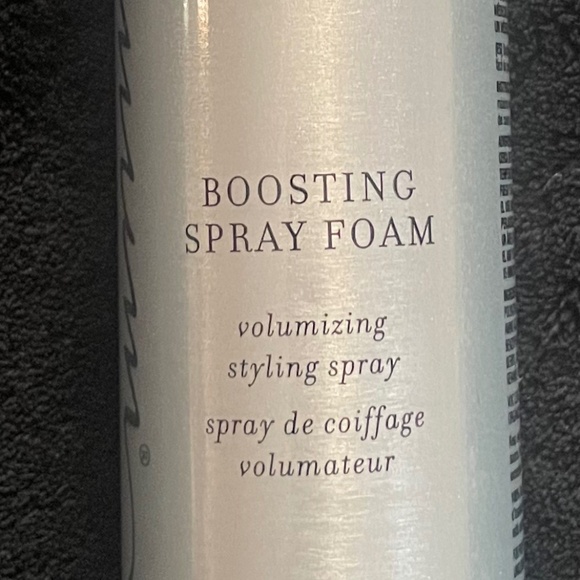 BOOSTING
SPRAY FOAM
volumizing
styling spray
spray de coiffage
volumateur
®